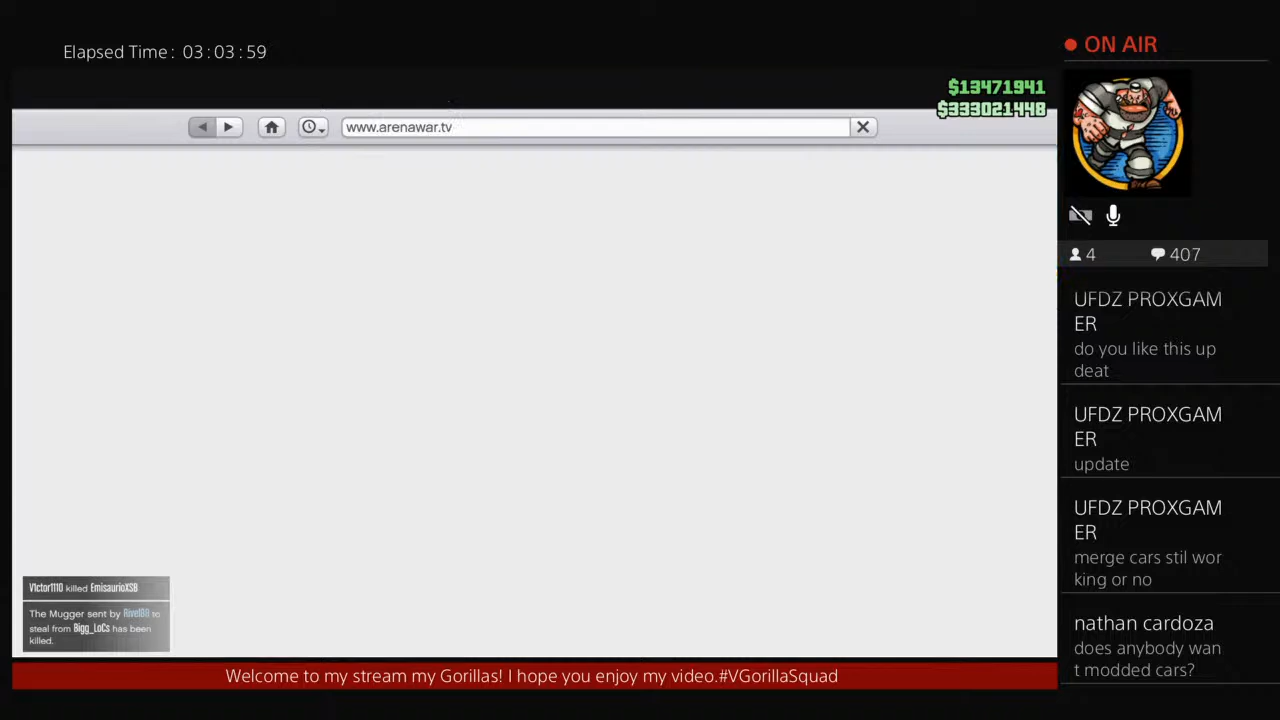 Elapsed Time: 03:03:59
ON AIR
$13471941
$333021448
www.arenawar.tv
4
407
UFDZ PROXGAM
ER
do you like this up
deat
UFDZ PROXGAM
ER
update
UFDZ PROXGAM
ER
merge cars stil wor
king or no
nathan cardoza
does anybody wan
t modded cars?
V1ctor1110 killed EmisaurioXSB
The Mugger sent by Rivel88 to
steal from Bigg_LoCs has been
killed.
Welcome to my stream my Gorillas! I hope you enjoy my video.#VGorillaSquad